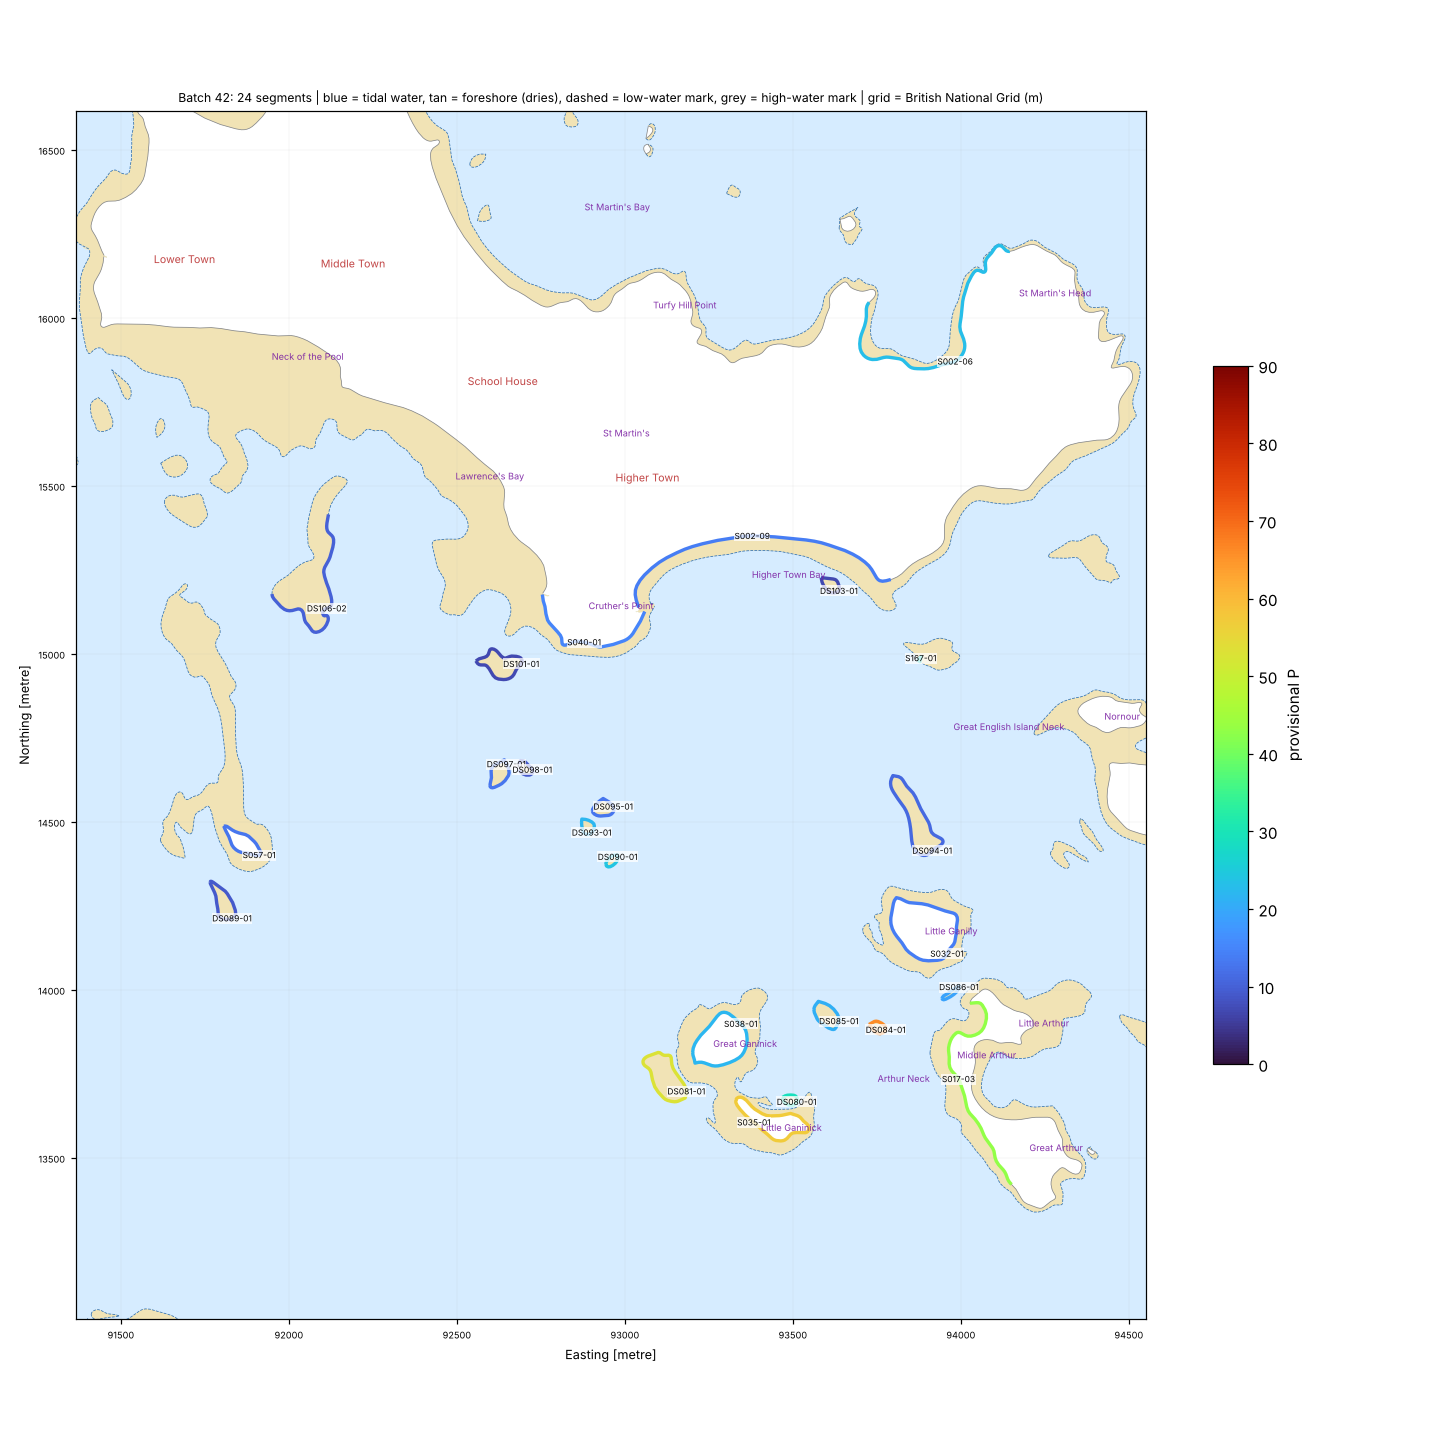 Batch 42: 24 segments | blue = tidal water, tan = foreshore (dries), dashed = low-water mark, grey = high-water mark | grid = British National Grid (m)
16500
St Martin's Bay
Lower Town
Middle Town
St Martin's Head
Turfy Hill Point
16000
Neck of the Pool
S002-06
90
School House
80
St Martin's
Lawrence's Bay
Higher Town
15500
70
S002-09
Higher Town Bay
DS103-01
60
Cruther's Point
DS106-02
S040-01
15000
DS101-01
S167-01
50
provisional P
Northing [metre]
Nornour
Great English Island Neck
40
DS097-01
DS098-01
DS095-01
14500
DS093-01
30
S057-01
DS090-01
DS094-01
DS089-01
20
Little Ganilly
S032-01
14000
DS086-01
10
S038-01
DS085-01
DS084-01
Little Arthur
Great Ganinick
Middle Arthur
0
Arthur Neck
S017-03
DS081-01
DS080-01
S035-01
Little Ganinick
Great Arthur
13500
91500
92000
92500
93000
93500
94000
94500
Easting [metre]